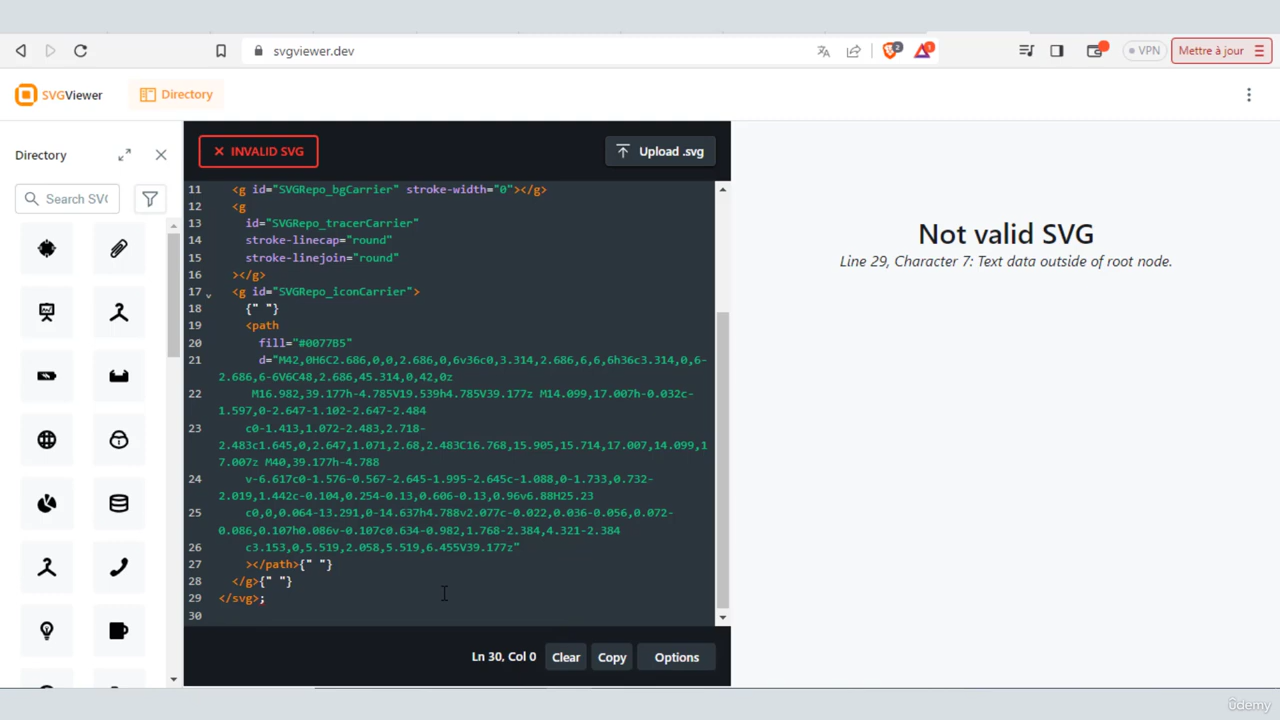 svgviewer.dev
2
1
VPN
Mettre à jour
SVGViewer
Directory
Directory
Search SVG
INVALID SVG
Upload .svg
11 <g id="SVGRepo_bgCarrier" stroke-width="0"></g>
12 <g
13 id="SVGRepo_tracerCarrier"
14 stroke-linecap="round"
15 stroke-linejoin="round"
16 ></g>
17 <g id="SVGRepo_iconCarrier">
18 {" "}
19 <path
20 fill="#0077B5"
21 d="M42,0H6C2.686,0,0,2.686,0,6v36c0,3.314,2.686,6,6,6h36c3.314,0,6-
2.686,6-6V6C48,2.686,45.314,0,42,0z
22 M16.982,39.177h-4.785V19.539h4.785V39.177z M14.099,17.007h-0.032c-
1.597,0-2.647-1.102-2.647-2.484
23 c0-1.413,1.072-2.483,2.718-
2.483c1.645,0,2.647,1.071,2.68,2.483C16.768,15.905,15.714,17.007,14.099,1
7.007z M40,39.177h-4.788
24 v-6.617c0-1.576-0.567-2.645-1.995-2.645c-1.088,0-1.733,0.732-
2.019,1.442c-0.104,0.254-0.13,0.606-0.13,0.96v6.88H25.23
25 c0,0,0.064-13.291,0-14.637h4.788v2.077c-0.022,0.036-0.056,0.072-
0.086,0.107h0.086v-0.107c0.634-0.982,1.768-2.384,4.321-2.384
26 c3.153,0,5.519,2.058,5.519,6.455V39.177z"
27 ></path>{" "}
28 </g>{" "}
29 </svg>;
30
Ln 30, Col 0
Clear
Copy
Options
Not valid SVG
Line 29, Character 7: Text data outside of root node.
ûdemy